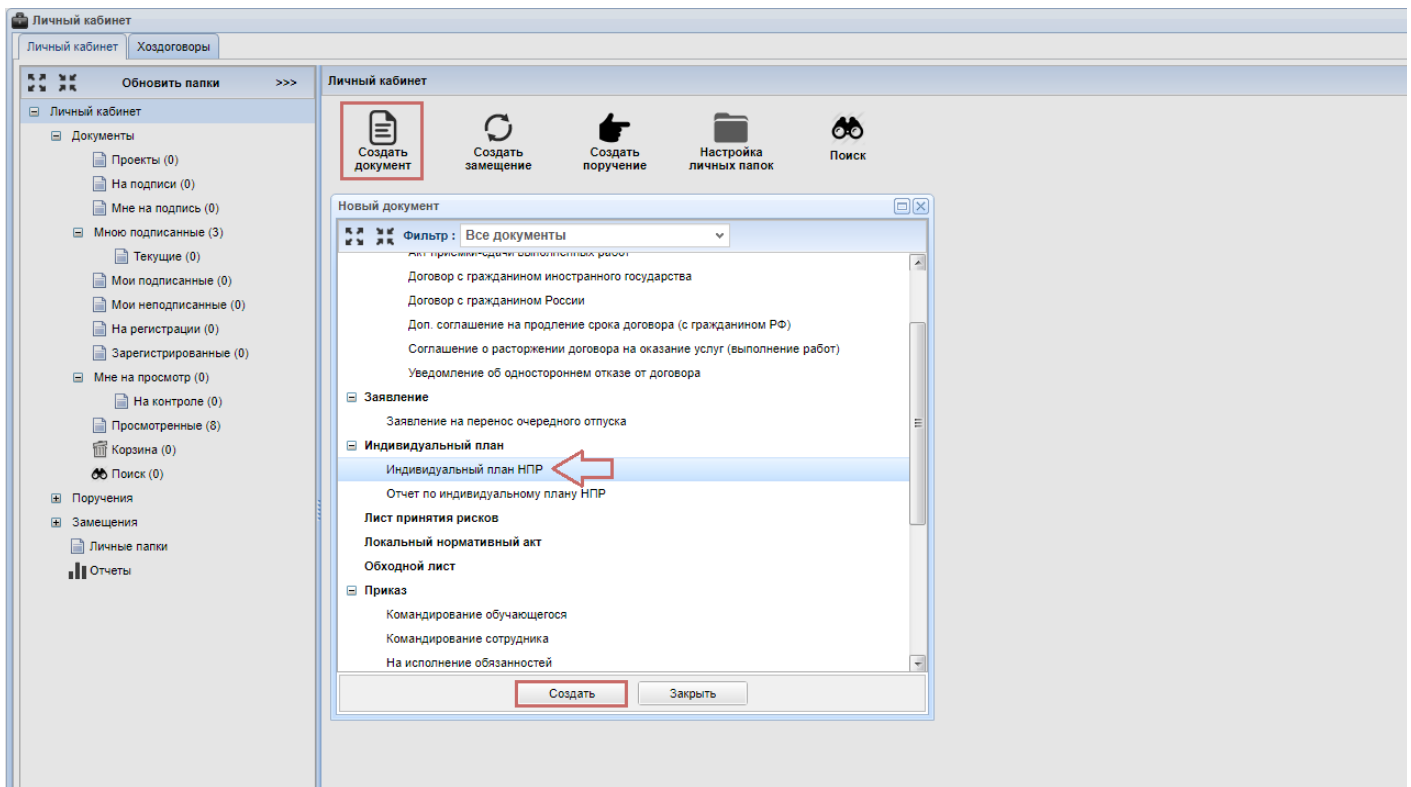 Личный кабинет
Личный кабинет
Хоздоговоры
Обновить папки >>>
Личный кабинет
Документы
Проекты (0)
На подписи (0)
Мне на подпись (0)
Мною подписанные (3)
Текущие (0)
Мои подписанные (0)
Мои неподписанные (0)
На регистрации (0)
Зарегистрированные (0)
Мне на просмотр (0)
На контроле (0)
Просмотренные (8)
Корзина (0)
Поиск (0)
Поручения
Замещения
Личные папки
Отчеты
Личный кабинет
Создать
документ
Создать
замещение
Создать
поручение
Настройка
личных папок
Поиск
Новый документ
Фильтр : Все документы
Акт приемки-сдачи выполненных работ
Договор с гражданином иностранного государства
Договор с гражданином России
Доп. соглашение на продление срока договора (с гражданином РФ)
Соглашение о расторжении договора на оказание услуг (выполнение работ)
Уведомление об одностороннем отказе от договора
Заявление
Заявление на перенос очередного отпуска
Индивидуальный план
Индивидуальный план НПР
Отчет по индивидуальному плану НПР
Лист принятия рисков
Локальный нормативный акт
Обходной лист
Приказ
Командирование обучающегося
Командирование сотрудника
На исполнение обязанностей
Создать
Закрыть